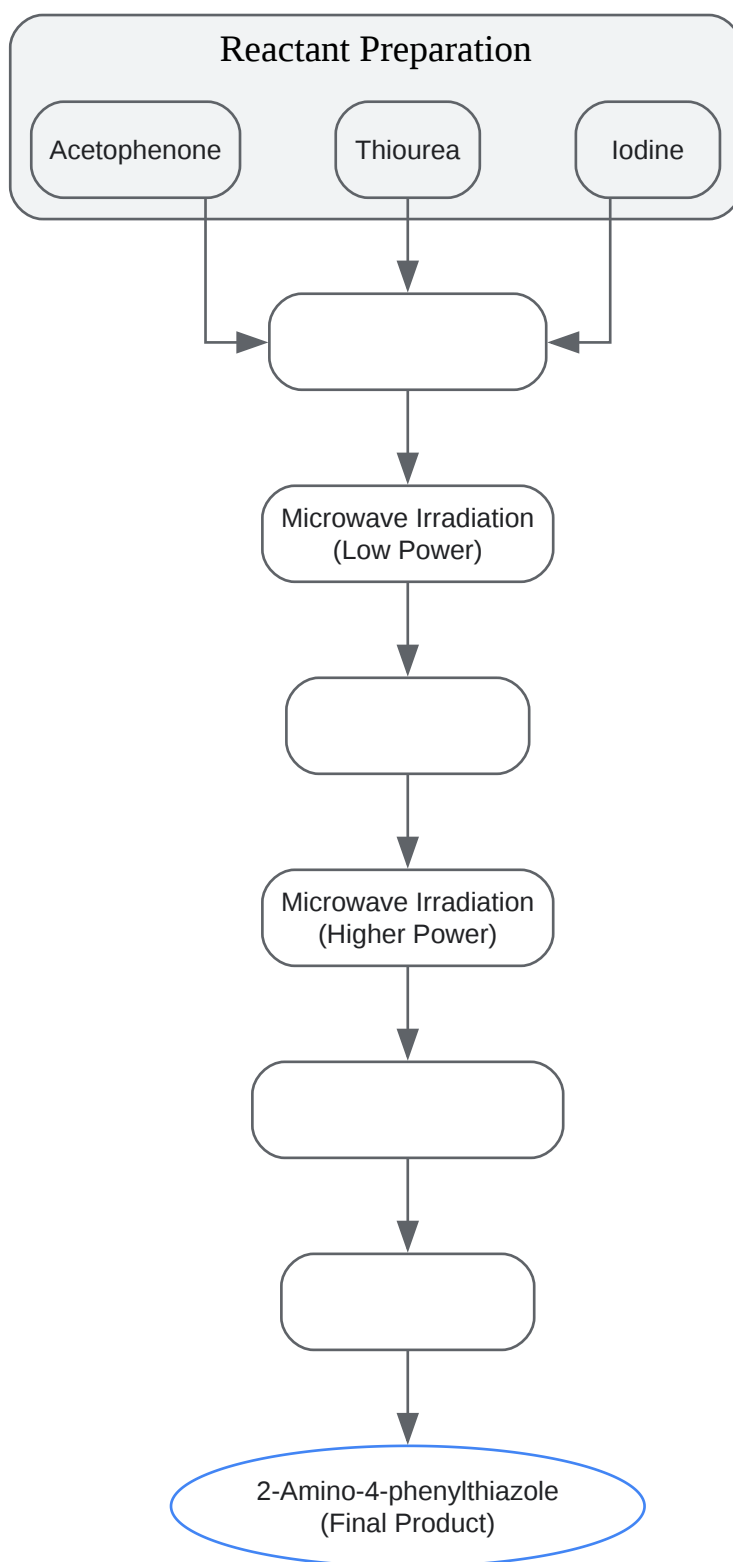 Reactant Preparation
Acetophenone
Thiourea
Iodine
Microwave Irradiation
(Low Power)
Microwave Irradiation
(Higher Power)
2-Amino-4-phenylthiazole
(Final Product)